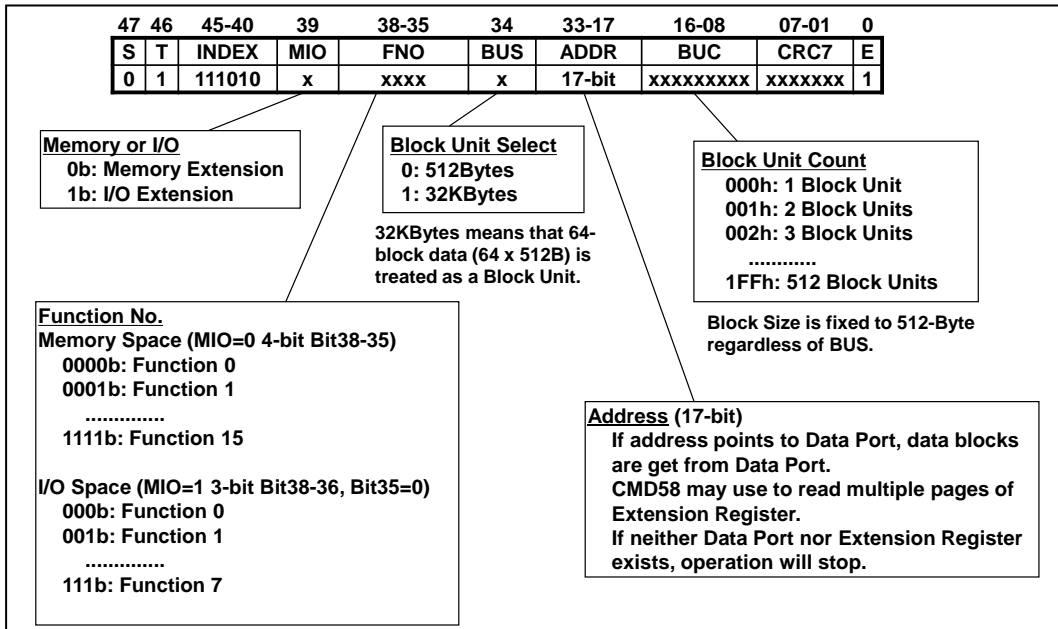 47 46 45-40 39 38-35 34 33-17 16-08 07-01 0
S T INDEX MIO FNO BUS ADDR BUC CRC7 E
0 1 111010 x xxxx x 17-bit xxxxxxxxx xxxxxxx 1
Memory or I/O
0b: Memory Extension
1b: I/O Extension
Block Unit Select
0: 512Bytes
1: 32KBytes
32KBytes means that 64-
block data (64 x 512B) is
treated as a Block Unit.
Block Unit Count
000h: 1 Block Unit
001h: 2 Block Units
002h: 3 Block Units
............
1FFh: 512 Block Units
Block Size is fixed to 512-Byte
regardless of BUS.
Function No.
Memory Space (MIO=0 4-bit Bit38-35)
0000b: Function 0
0001b: Function 1
..............
1111b: Function 15
I/O Space (MIO=1 3-bit Bit38-36, Bit35=0)
000b: Function 0
001b: Function 1
..............
111b: Function 7
Address (17-bit)
If address points to Data Port, data blocks
are get from Data Port.
CMD58 may use to read multiple pages of
Extension Register.
If neither Data Port nor Extension Register
exists, operation will stop.